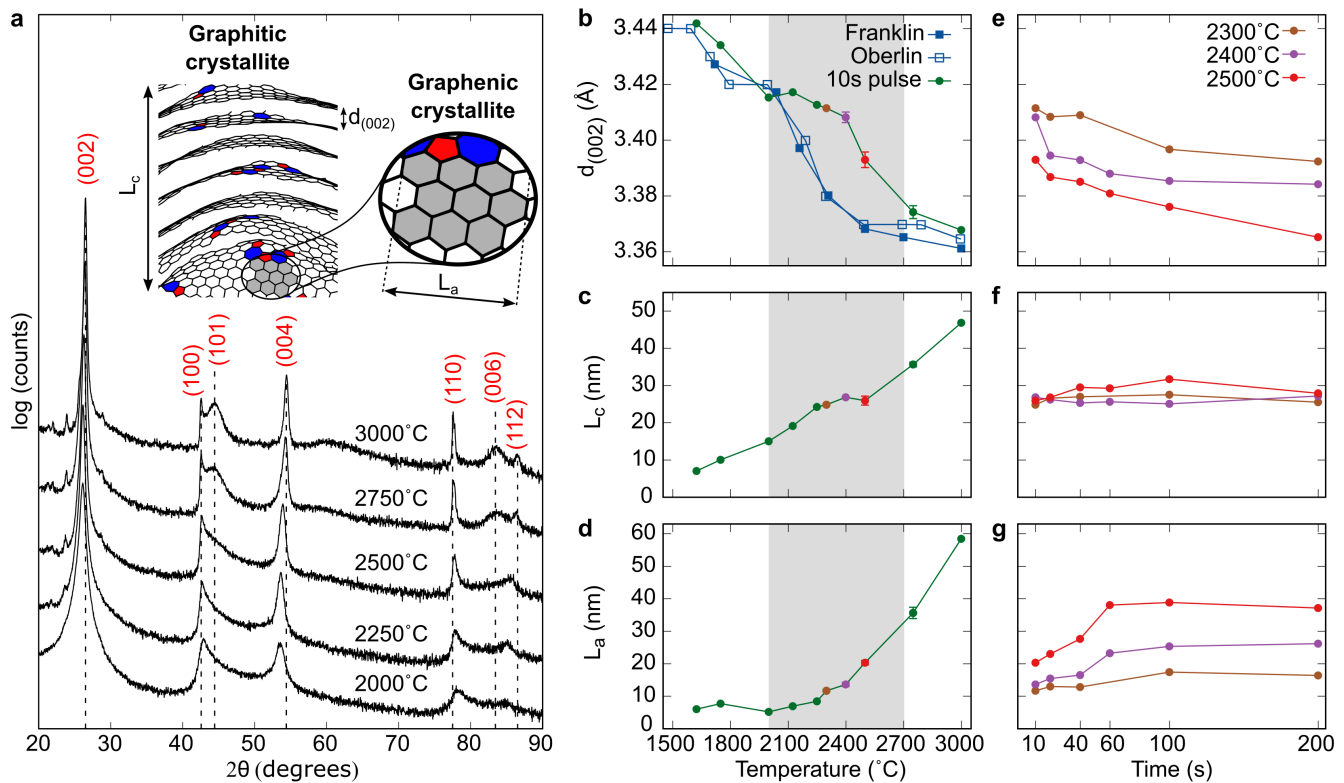 a
Graphitic
crystallite
Graphenic
crystallite
d(002)
Lc
La
(002)
(100)
(101)
(004)
(110)
(006)
(112)
3000˚C
2750˚C
2500˚C
2250˚C
2000˚C
log (counts)
20 30 40 50 60 70 80 90
2θ (degrees)
b
Franklin
Oberlin
10s pulse
d(002) (Å)
3.44
3.42
3.40
3.38
3.36
c
Lc (nm)
50
40
30
20
10
0
d
La (nm)
60
50
40
30
20
10
0
1500 1800 2100 2400 2700 3000
Temperature (˚C)
e
2300˚C
2400˚C
2500˚C
f
g
10 40 60 100 200
Time (s)